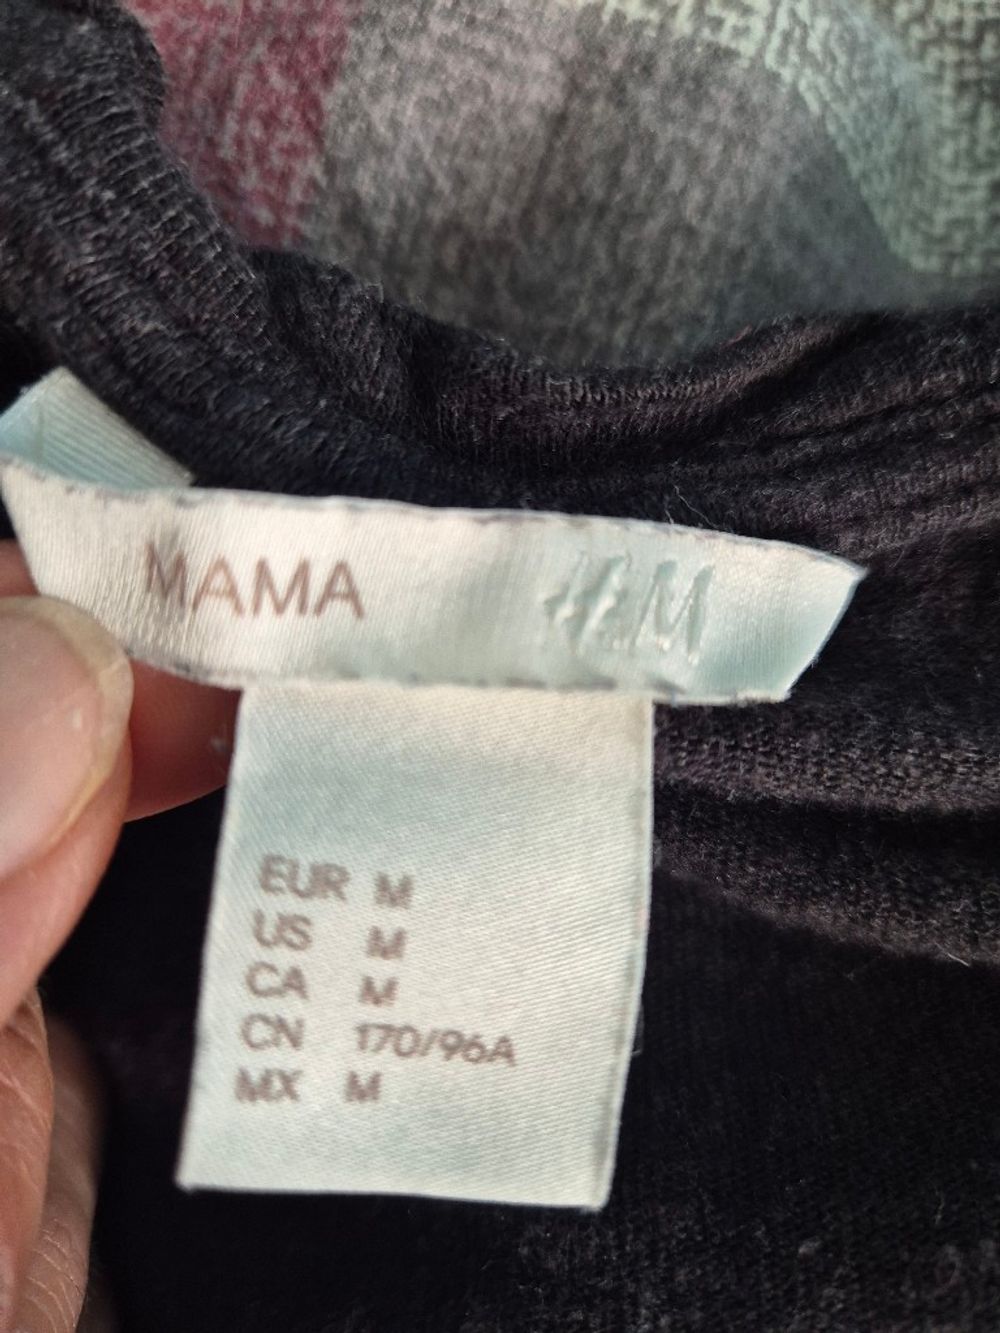 MAMA H&M
EUR M
US M
CA M
CN 170/96A
MX M